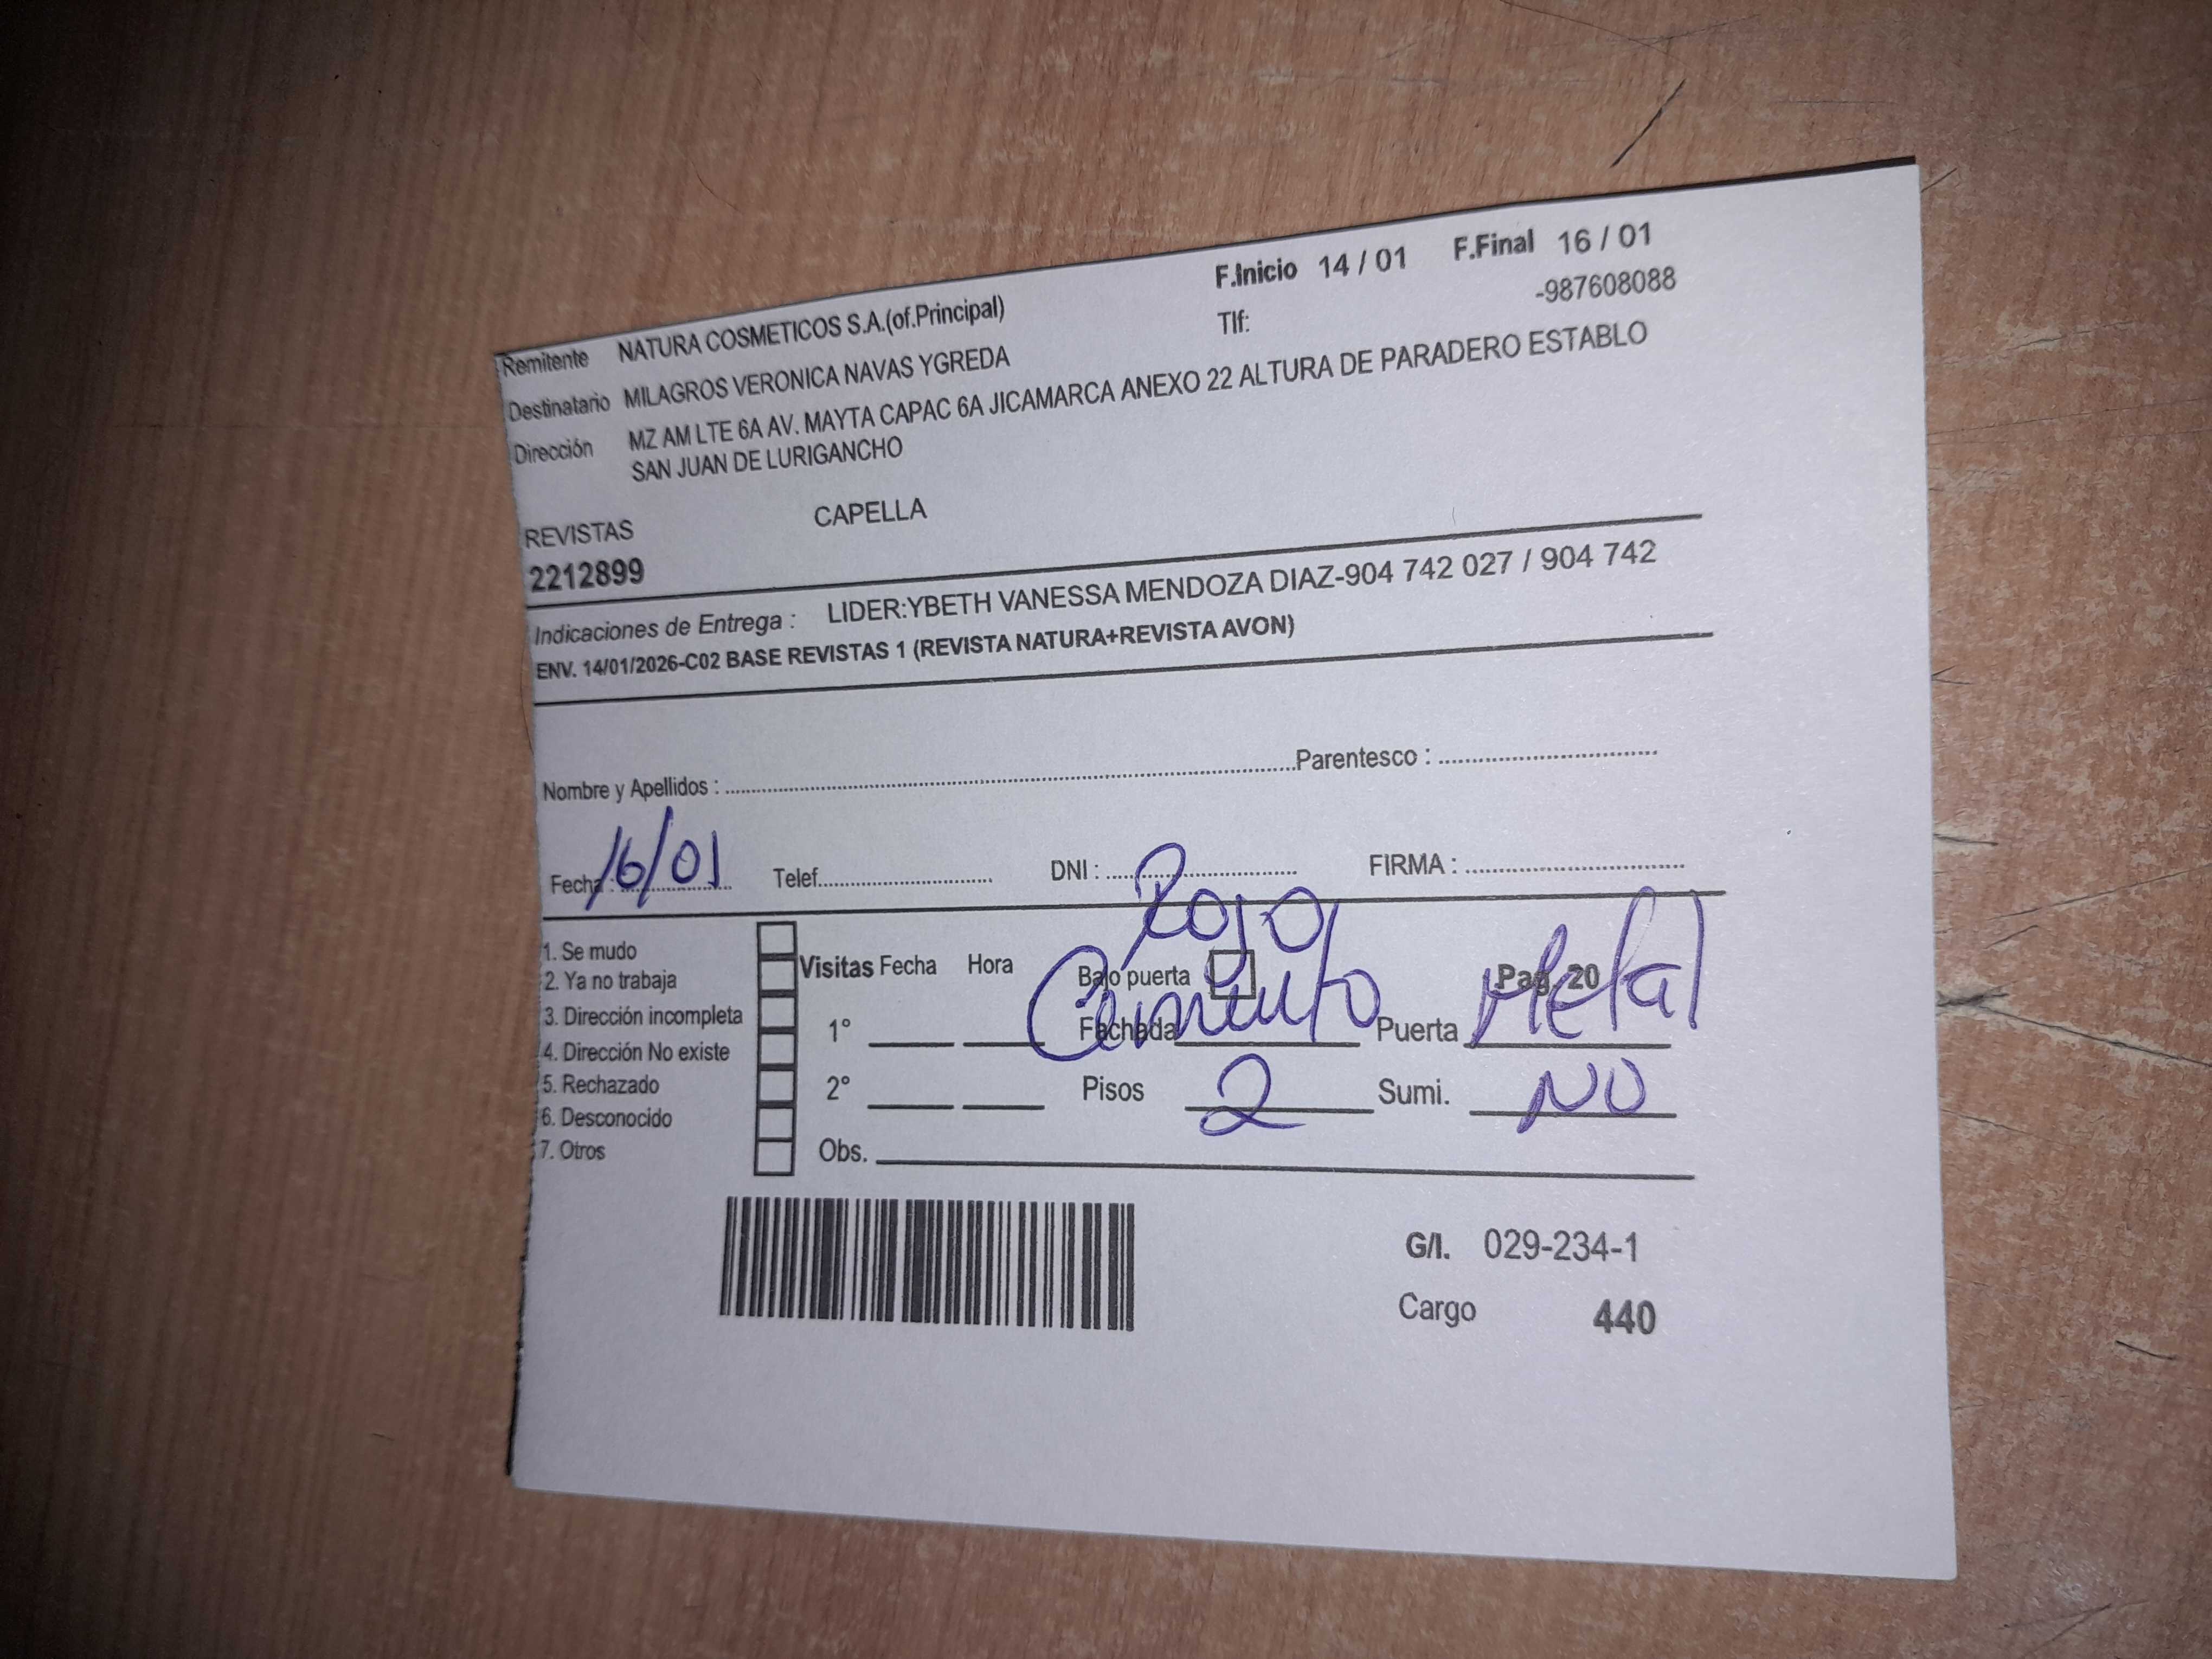 F.Inicio 14 / 01 F.Final 16 / 01
Remitente NATURA COSMETICOS S.A.(of.Principal) Tlf: -987608088
Destinatario MILAGROS VERONICA NAVAS YGREDA
Dirección MZ AM LTE 6A AV. MAYTA CAPAC 6A JICAMARCA ANEXO 22 ALTURA DE PARADERO ESTABLO
SAN JUAN DE LURIGANCHO
REVISTAS CAPELLA
2212899
Indicaciones de Entrega : LIDER:YBETH VANESSA MENDOZA DIAZ-904 742 027 / 904 742
ENV. 14/01/2026-C02 BASE REVISTAS 1 (REVISTA NATURA+REVISTA AVON)
Nombre y Apellidos : Parentesco :
Fecha : 16/01 Telef. DNI : FIRMA :
Rojo
1. Se mudo
2. Ya no trabaja
3. Dirección incompleta
4. Dirección No existe
5. Rechazado
6. Desconocido
7. Otros
Visitas Fecha Hora Bajo puerta Pag. 20
1° Fachada Cemento Puerta Metal
2° Pisos 2 Sumi. NO
Obs.
G/I. 029-234-1
Cargo 440